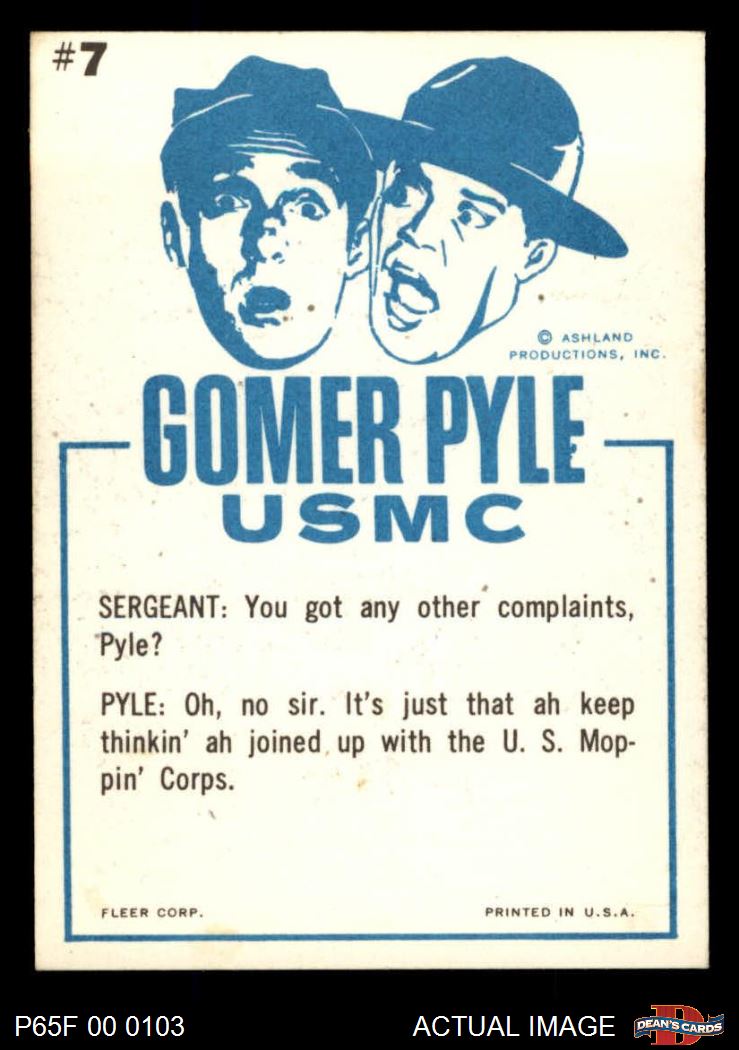 #7
© ASHLAND
PRODUCTIONS, INC.
GOMER PYLE
USMC
SERGEANT: You got any other complaints,
Pyle?
PYLE: Oh, no sir. It's just that ah keep
thinkin' ah joined up with the U. S. Mop-
pin' Corps.
FLEER CORP. PRINTED IN U.S.A.
P65F 00 0103 ACTUAL IMAGE DEAN'S CARDS